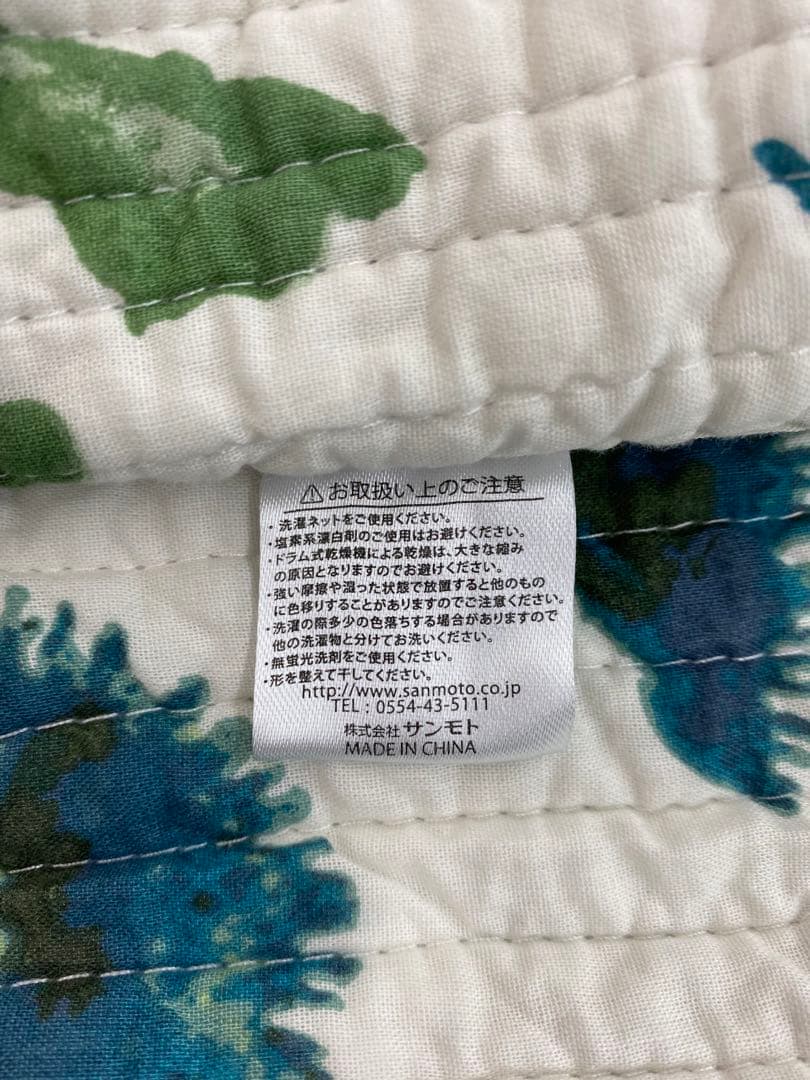 ⚠お取扱い上のご注意
・洗濯ネットをご使用ください。
・塩素系漂白剤のご使用はお避けください。
・ドラム式乾燥機による乾燥は、大きな縮み
の原因となりますのでお避けください。
・強い摩擦や湿った状態で放置すると他のもの
に色移りすることがありますのでご注意ください。
・洗濯の際多少の色落ちする場合がありますので
他の洗濯物と分けてお洗いください。
・無蛍光洗剤をご使用ください。
・形を整えて干してください。
http://www.sanmoto.co.jp
TEL : 0554-43-5111
株式会社 サンモト
MADE IN CHINA